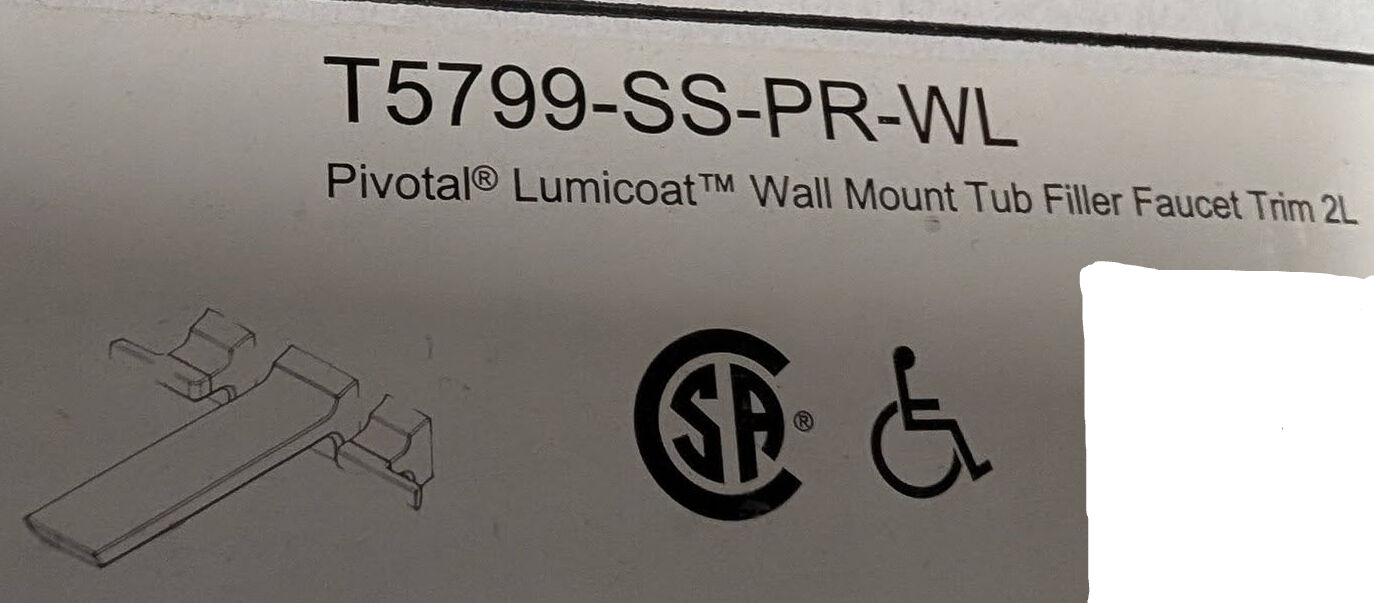 T5799-SS-PR-WL
Pivotal® Lumicoat™ Wall Mount Tub Filler Faucet Trim 2L
CSA®